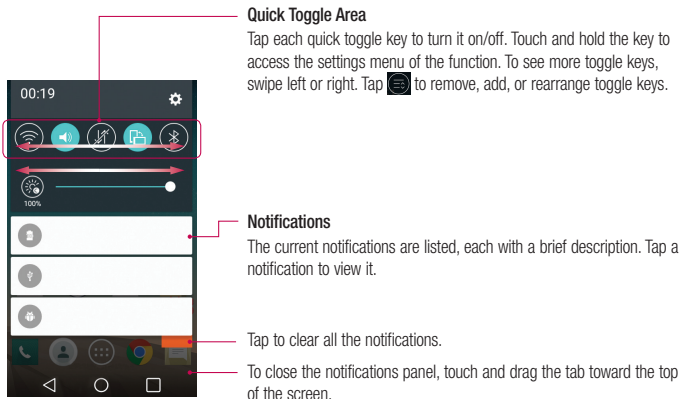 Quick Toggle Area
Tap each quick toggle key to turn it on/off. Touch and hold the key to
access the settings menu of the function. To see more toggle keys,
swipe left or right. Tap to remove, add, or rearrange toggle keys.
00:19
100%
Notifications
The current notifications are listed, each with a brief description. Tap a
notification to view it.
Tap to clear all the notifications.
To close the notifications panel, touch and drag the tab toward the top
of the screen.